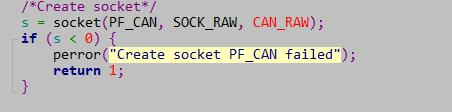 /*Create socket*/
s = socket(PF_CAN, SOCK_RAW, CAN_RAW);
if (s < 0) {
perror("Create socket PF_CAN failed");
return 1;
}